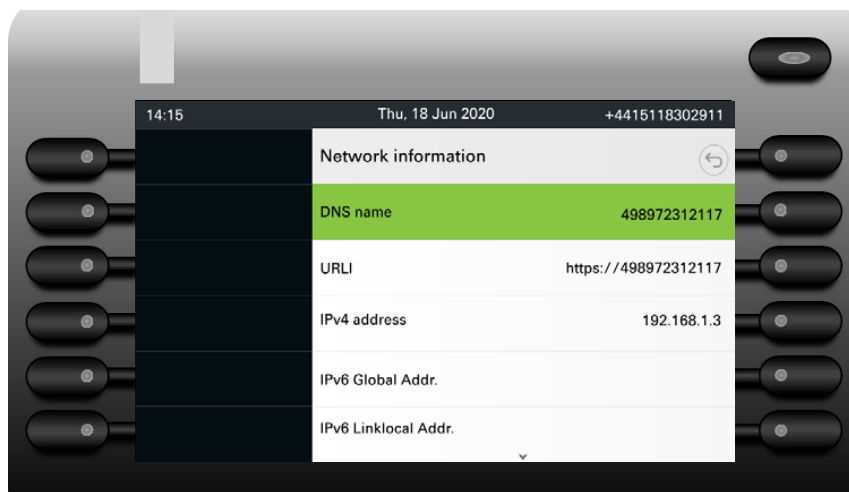 14:15 Thu, 18 Jun 2020 +4415118302911
Network information
DNS name 498972312117
URLI https://498972312117
IPv4 address 192.168.1.3
IPv6 Global Addr.
IPv6 Linklocal Addr.